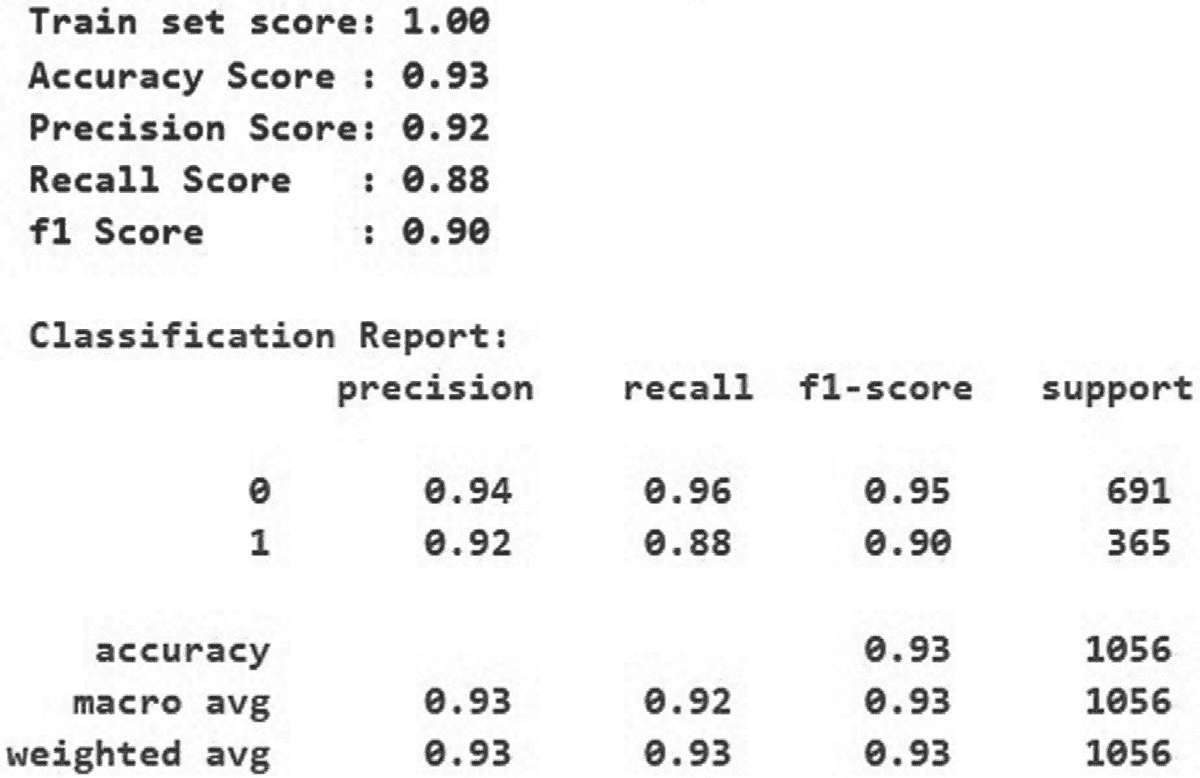 Train set score: 1.00
Accuracy Score : 0.93
Precision Score: 0.92
Recall Score   : 0.88
f1 Score       : 0.90
Classification Report:
precision    recall  f1-score   support
0       0.94      0.96      0.95       691
1       0.92      0.88      0.90       365
accuracy                           0.93      1056
macro avg       0.93      0.92      0.93      1056
weighted avg       0.93      0.93      0.93      1056